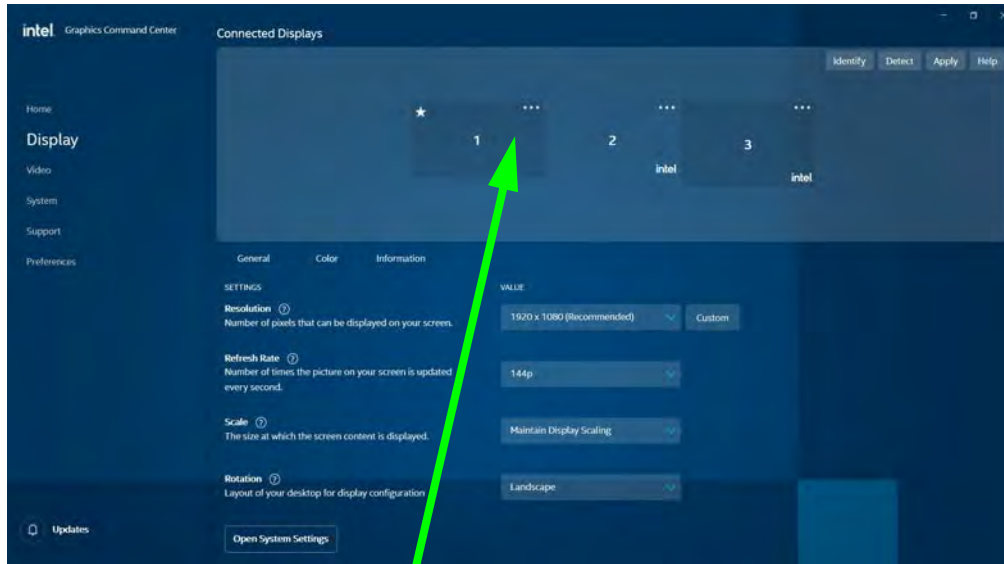 intel. Graphics Command Center
Connected Displays
Identify Detect Apply Help
Home
Display
Video
System
Support
Preferences
1
2
intel
3
intel
General Color Information
SETTINGS VALUE
Resolution
Number of pixels that can be displayed on your screen.
1920 x 1080 (Recommended) Custom
Refresh Rate
Number of times the picture on your screen is updated
every second.
144p
Scale
The size at which the screen content is displayed.
Maintain Display Scaling
Rotation
Layout of your desktop for display configuration
Landscape
Updates
Open System Settings